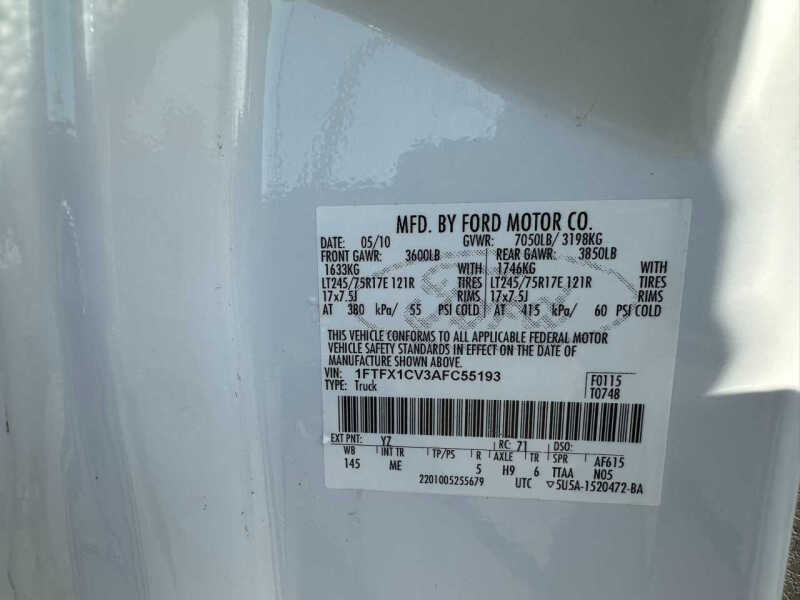 MFD. BY FORD MOTOR CO.
DATE: 05/10 GVWR: 7050LB/ 3198KG
FRONT GAWR: 3600LB REAR GAWR: 3850LB
1633KG WITH 1746KG WITH
LT245/75R17E 121R TIRES LT245/75R17E 121R TIRES
17x7.5J RIMS 17x7.5J RIMS
AT 380 kPa/ 55 PSI COLD AT 415 kPa/ 60 PSI COLD
THIS VEHICLE CONFORMS TO ALL APPLICABLE FEDERAL MOTOR
VEHICLE SAFETY STANDARDS IN EFFECT ON THE DATE OF
MANUFACTURE SHOWN ABOVE.
VIN: 1FTFX1CV3AFC55193 F0115
TYPE: Truck T0748
EXT PNT: YZ RC: 71 DSO:
WB INT TR TP/PS R AXLE TR SPR AF615
145 ME 5 H9 6 TTAA N05
2201005255679 UTC ▽5U5A-1520472-BA
Ford